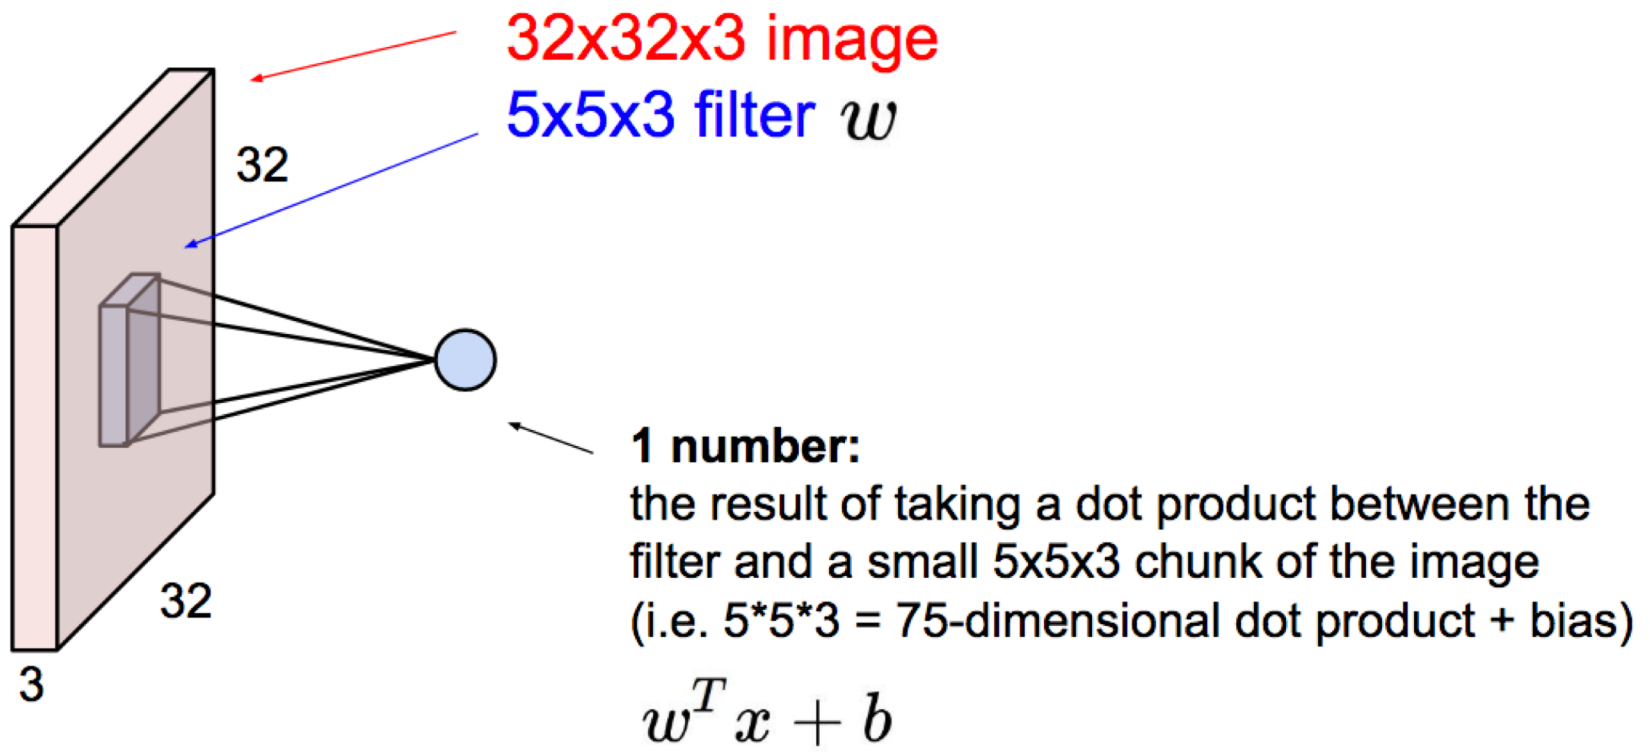 32x32x3 image
5x5x3 filter w
32
32
3
1 number:
the result of taking a dot product between the
filter and a small 5x5x3 chunk of the image
(i.e. 5*5*3 = 75-dimensional dot product + bias)
w^T x + b